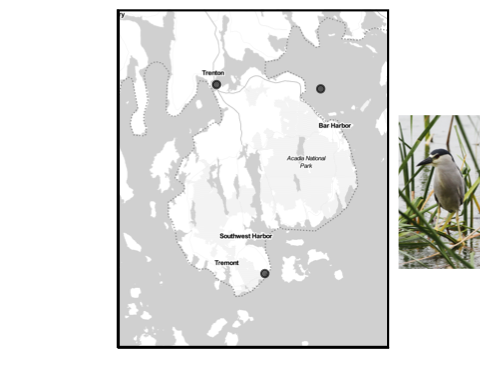 Trenton
Bar Harbor
Acadia National
Park
Southwest Harbor
Tremont